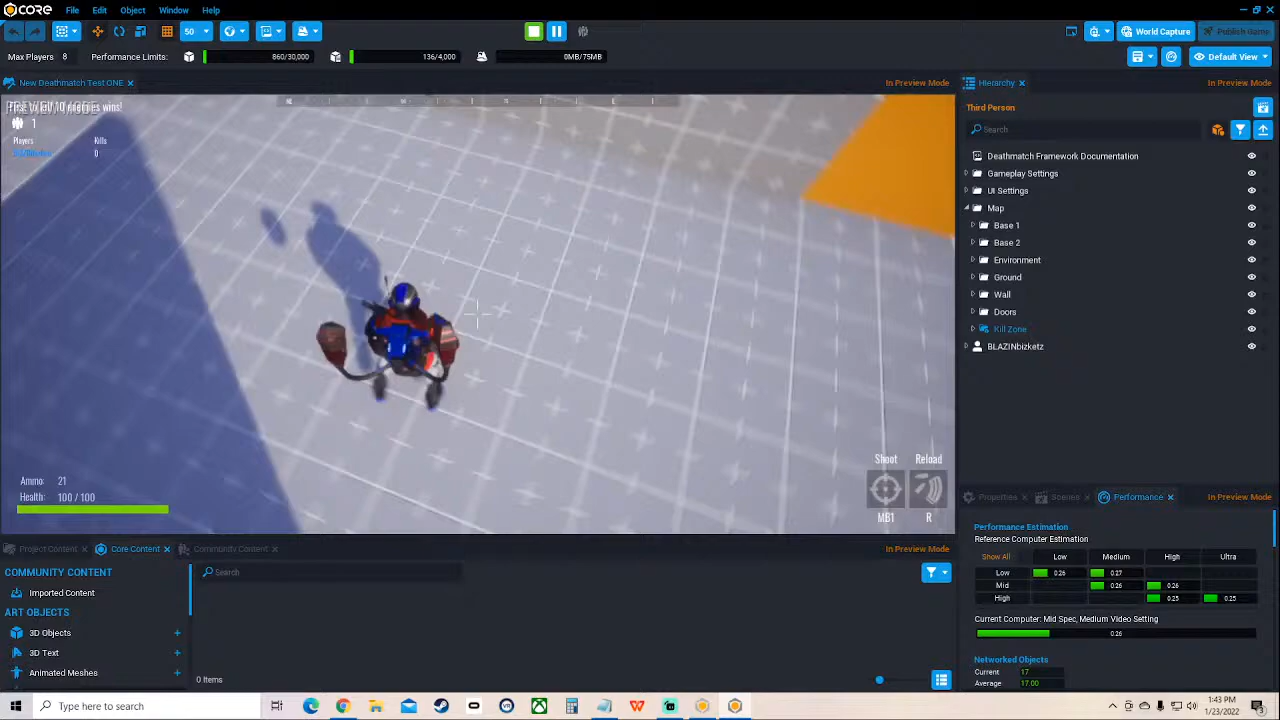 CORE File Edit Object Window Help
50 World Capture Publish Game
Max Players 8 Performance Limits: 860/30,000 136/4,000 0MB/75MB Default View
New Deathmatch Test ONE In Preview Mode Hierarchy In Preview Mode
Third Person
1
Players Kills
0
Search
Deathmatch Framework Documentation
Gameplay Settings
UI Settings
Map
Base 1
Base 2
Environment
Ground
Wall
Doors
Kill Zone
BLAZINbizketz
Shoot Reload
Ammo: 21
Health: 100 / 100
MB1 R
Properties Scenes Performance In Preview Mode
Performance Estimation
Reference Computer Estimation
Show All Low Medium High Ultra
Low 0.26 0.27
Mid 0.26 0.26
High 0.25 0.25
Current Computer: Mid Spec, Medium Video Setting
0.26
Networked Objects
Current 17
Average 17.00
Project Content Core Content Community Content In Preview Mode
COMMUNITY CONTENT Search
Imported Content
ART OBJECTS
3D Objects +
3D Text +
Animated Meshes +
0 Items
Type here to search
1:43 PM
1/23/2022